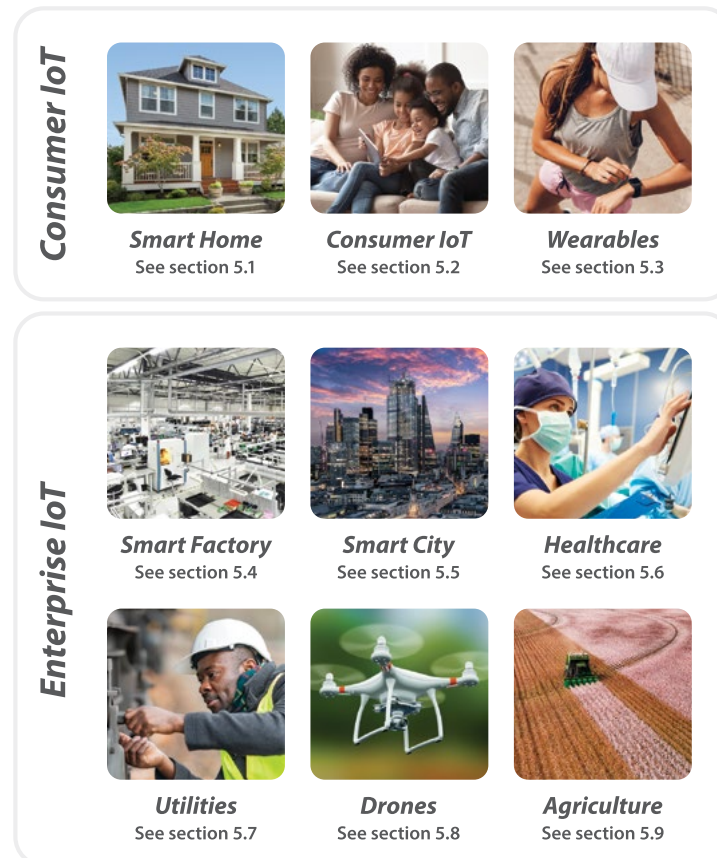 Consumer IoT
Smart Home
See section 5.1
Consumer IoT
See section 5.2
Wearables
See section 5.3
Enterprise IoT
Smart Factory
See section 5.4
Smart City
See section 5.5
Healthcare
See section 5.6
Utilities
See section 5.7
Drones
See section 5.8
Agriculture
See section 5.9